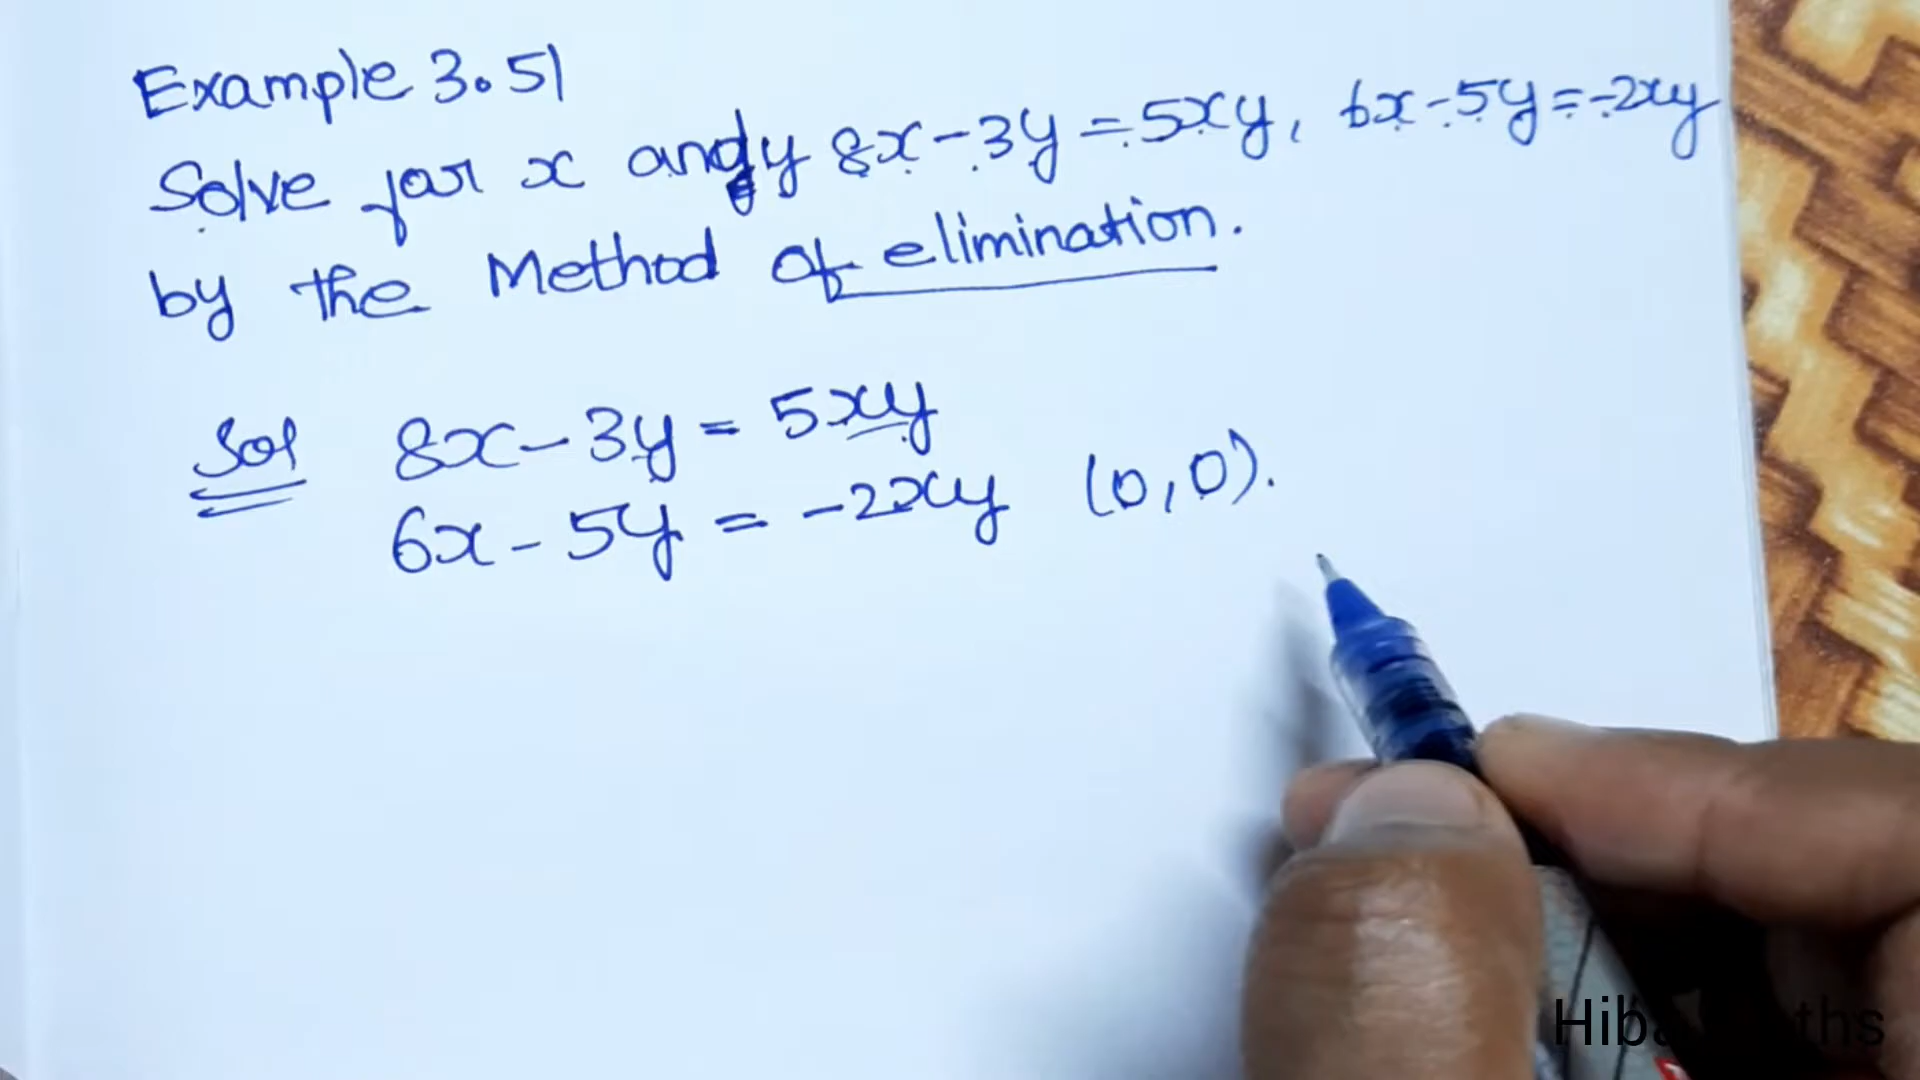 Example 3.51
Solve for x and y 8x - 3y = 5xy, 6x - 5y = -2xy
by the Method of elimination.
Sol 8x - 3y = 5xy
6x - 5y = -2xy (0,0).